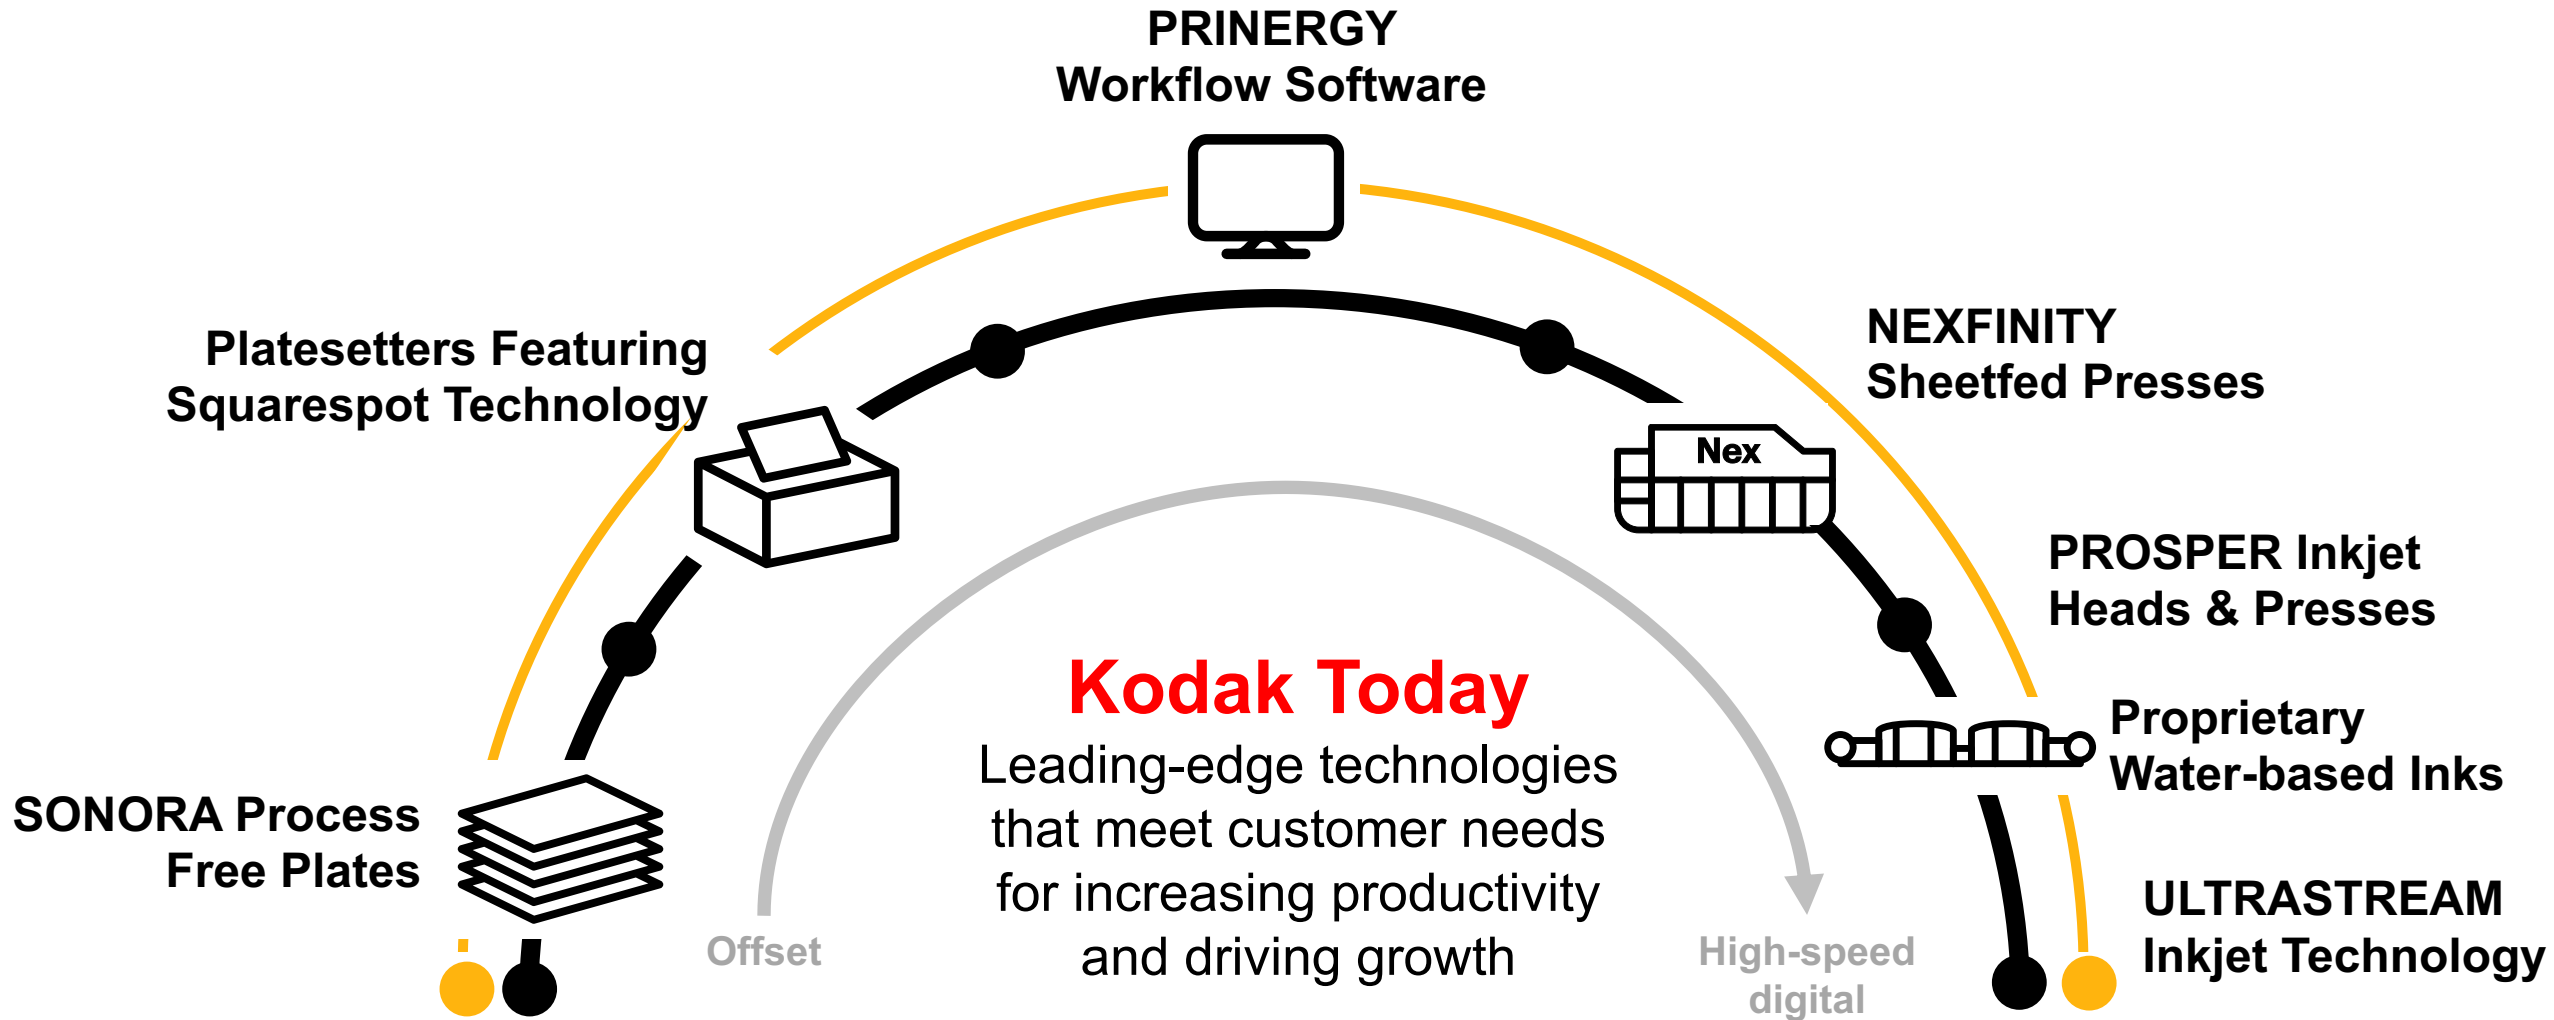 PRINERGY
Workflow Software
Platesetters Featuring
Squarespot Technology
NEXFINITY
Sheetfed Presses
Nex
PROSPER Inkjet
Heads & Presses
Kodak Today
Leading-edge technologies
that meet customer needs
for increasing productivity
and driving growth
Proprietary
Water-based Inks
SONORA Process
Free Plates
ULTRASTREAM
Inkjet Technology
Offset
High-speed
digital